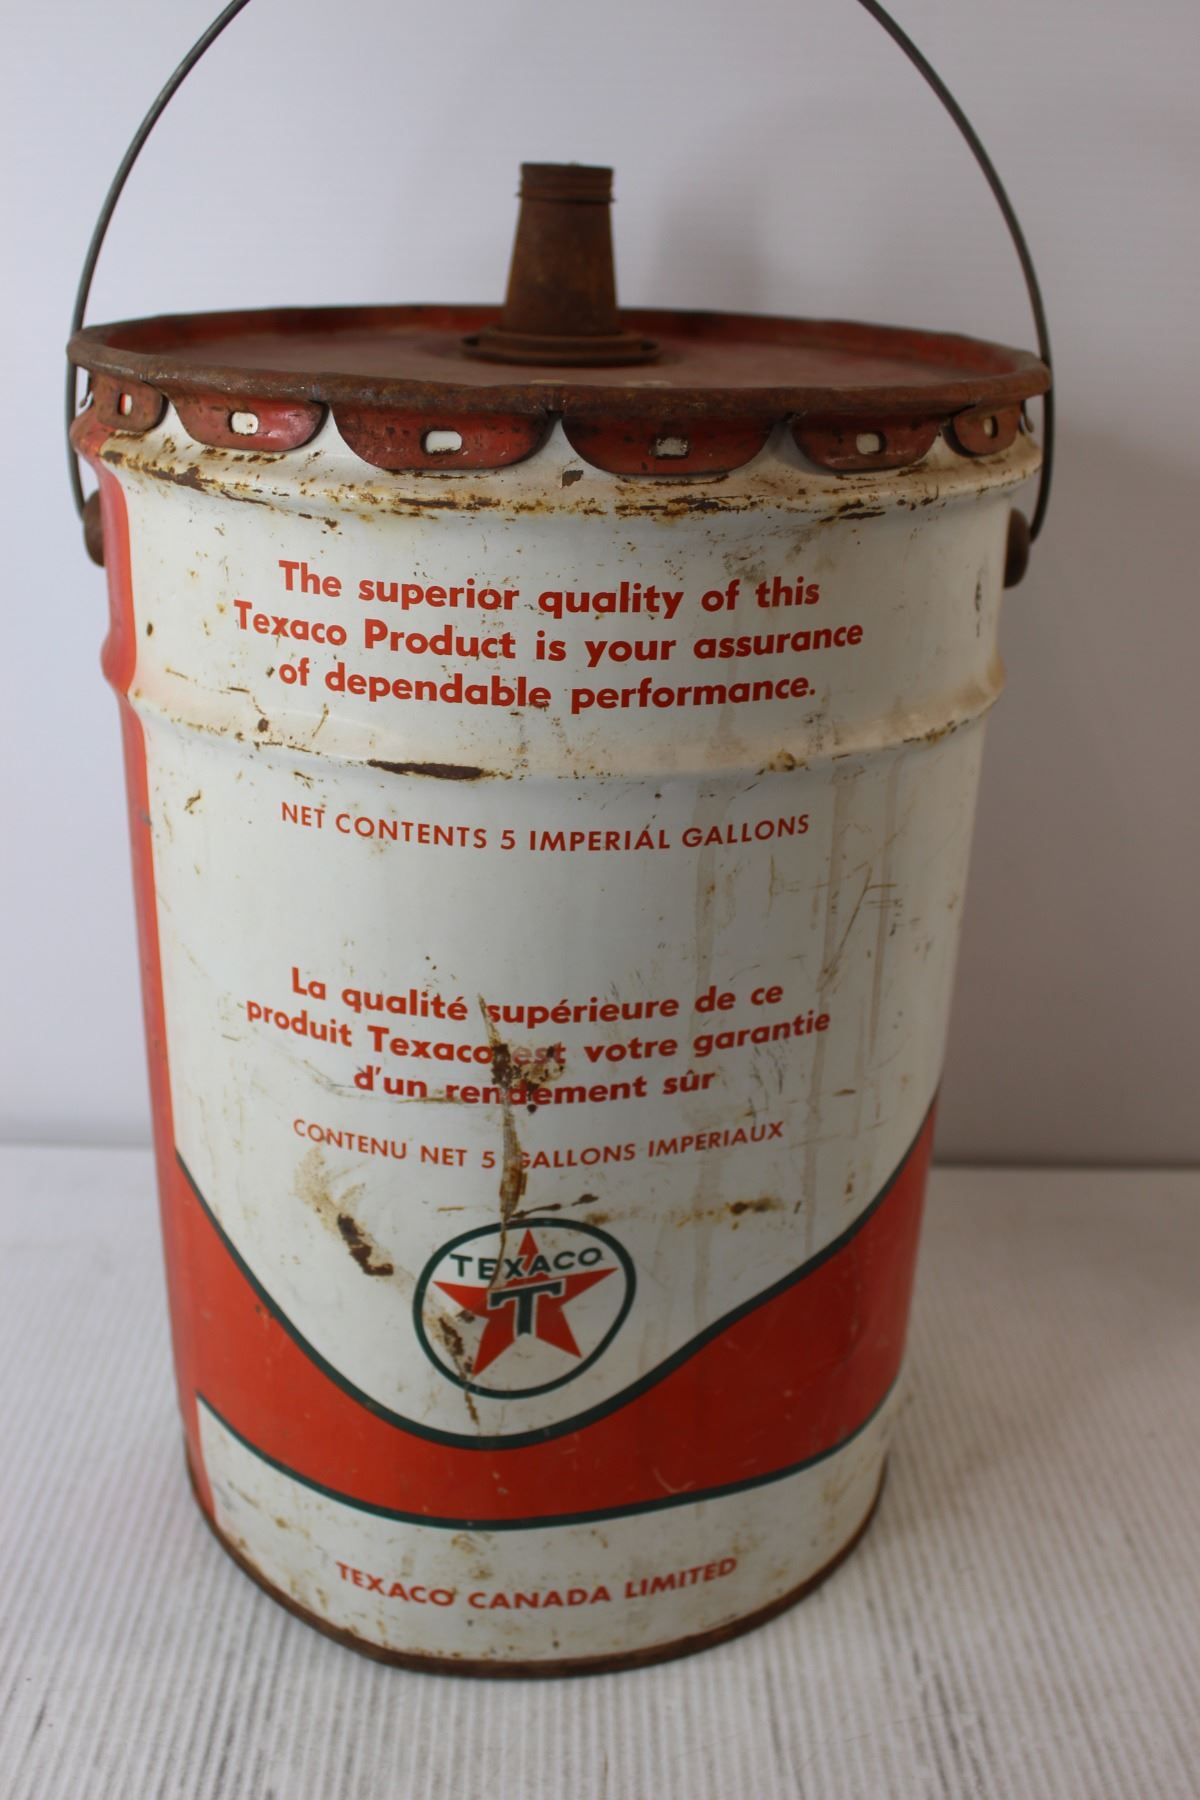 The superior quality of this
Texaco Product is your assurance
of dependable performance.
NET CONTENTS 5 IMPERIAL GALLONS
La qualité supérieure de ce
produit Texaco est votre garantie
d'un rendement sûr
CONTENU NET 5 GALLONS IMPERIAUX
TEXACO
T
TEXACO CANADA LIMITED